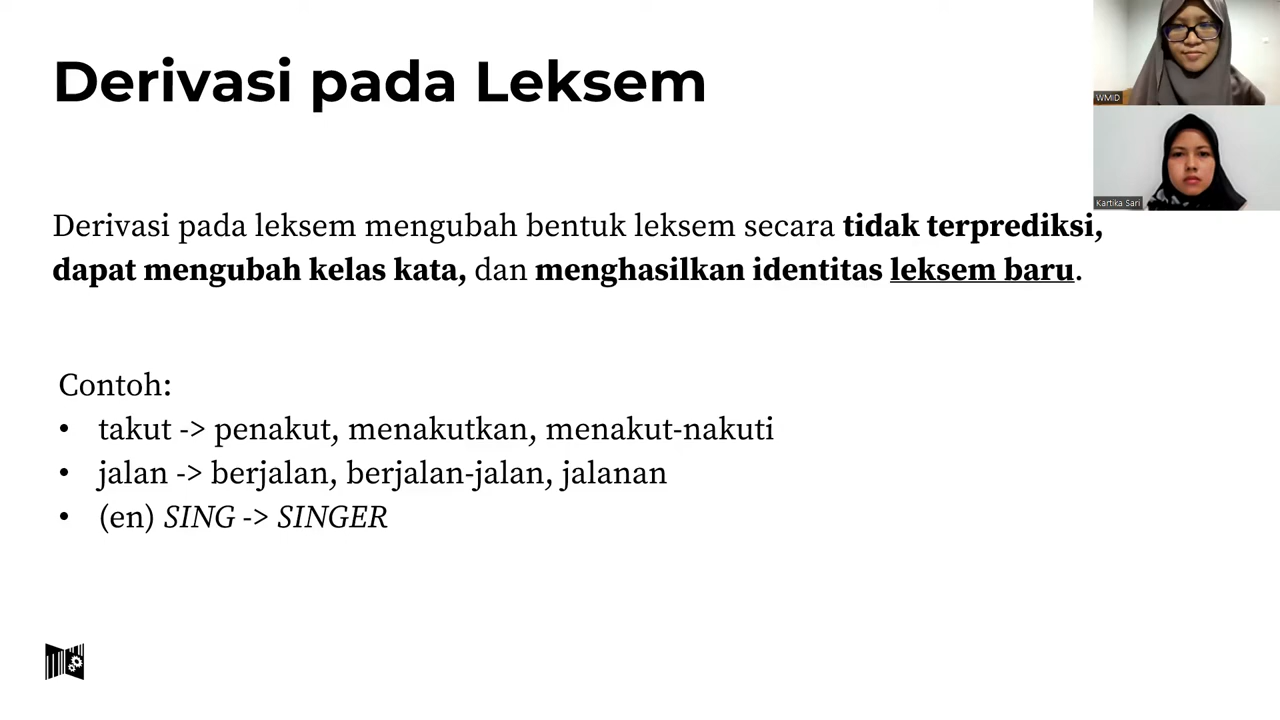 Derivasi pada Leksem
WMID
Kartika Sari
Derivasi pada leksem mengubah bentuk leksem secara tidak terprediksi,
dapat mengubah kelas kata, dan menghasilkan identitas leksem baru.
Contoh:
• takut -> penakut, menakutkan, menakut-nakuti
• jalan -> berjalan, berjalan-jalan, jalanan
• (en) SING -> SINGER